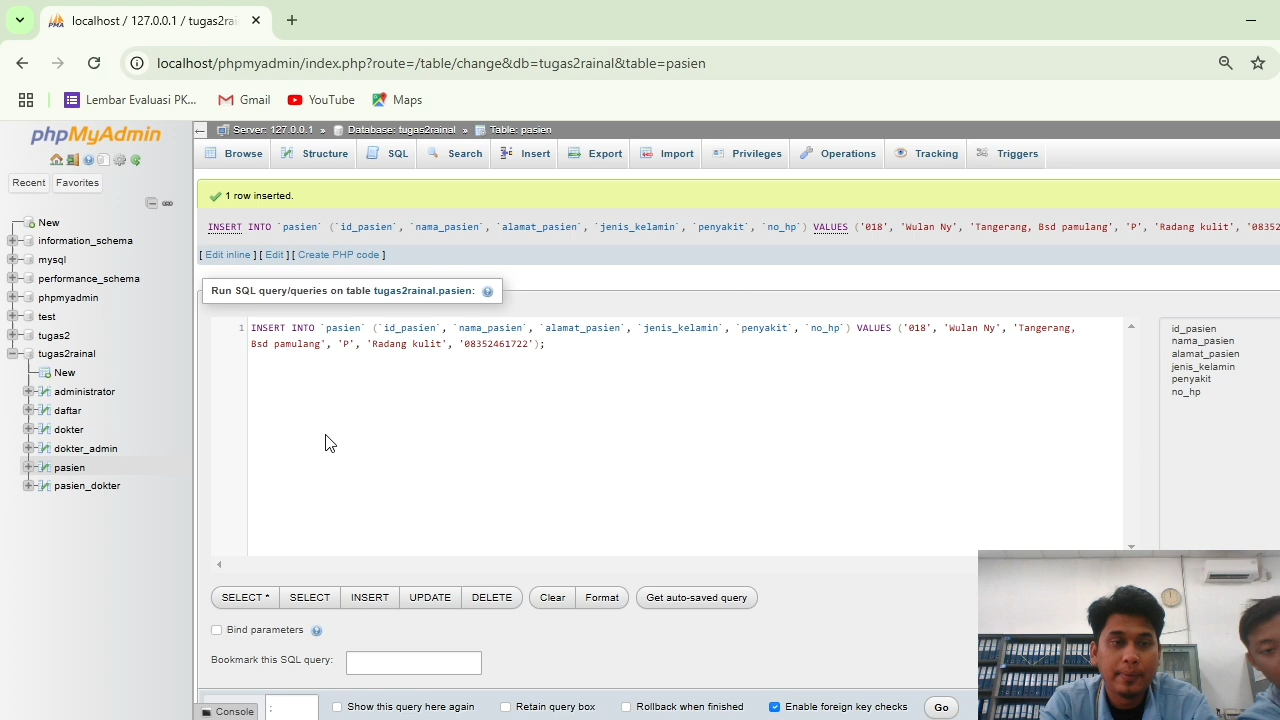 localhost / 127.0.0.1 / tugas2rai
localhost/phpmyadmin/index.php?route=/table/change&db=tugas2rainal&table=pasien
Lembar Evaluasi PK... Gmail YouTube Maps
phpMyAdmin
Recent Favorites
New
information_schema
mysql
performance_schema
phpmyadmin
test
tugas2
tugas2rainal
New
administrator
daftar
dokter
dokter_admin
pasien
pasien_dokter
Server: 127.0.0.1 » Database: tugas2rainal » Table: pasien
Browse Structure SQL Search Insert Export Import Privileges Operations Tracking Triggers
1 row inserted.
INSERT INTO `pasien` (`id_pasien`, `nama_pasien`, `alamat_pasien`, `jenis_kelamin`, `penyakit`, `no_hp`) VALUES ('018', 'Wulan Ny', 'Tangerang, Bsd pamulang', 'P', 'Radang kulit', '08352
[ Edit inline ] [ Edit ] [ Create PHP code ]
Run SQL query/queries on table tugas2rainal.pasien:
1 INSERT INTO `pasien` (`id_pasien`, `nama_pasien`, `alamat_pasien`, `jenis_kelamin`, `penyakit`, `no_hp`) VALUES ('018', 'Wulan Ny', 'Tangerang,
Bsd pamulang', 'P', 'Radang kulit', '08352461722');
id_pasien
nama_pasien
alamat_pasien
jenis_kelamin
penyakit
no_hp
SELECT * SELECT INSERT UPDATE DELETE Clear Format Get auto-saved query
Bind parameters
Bookmark this SQL query:
Console ; Show this query here again Retain query box Rollback when finished Enable foreign key checks Go